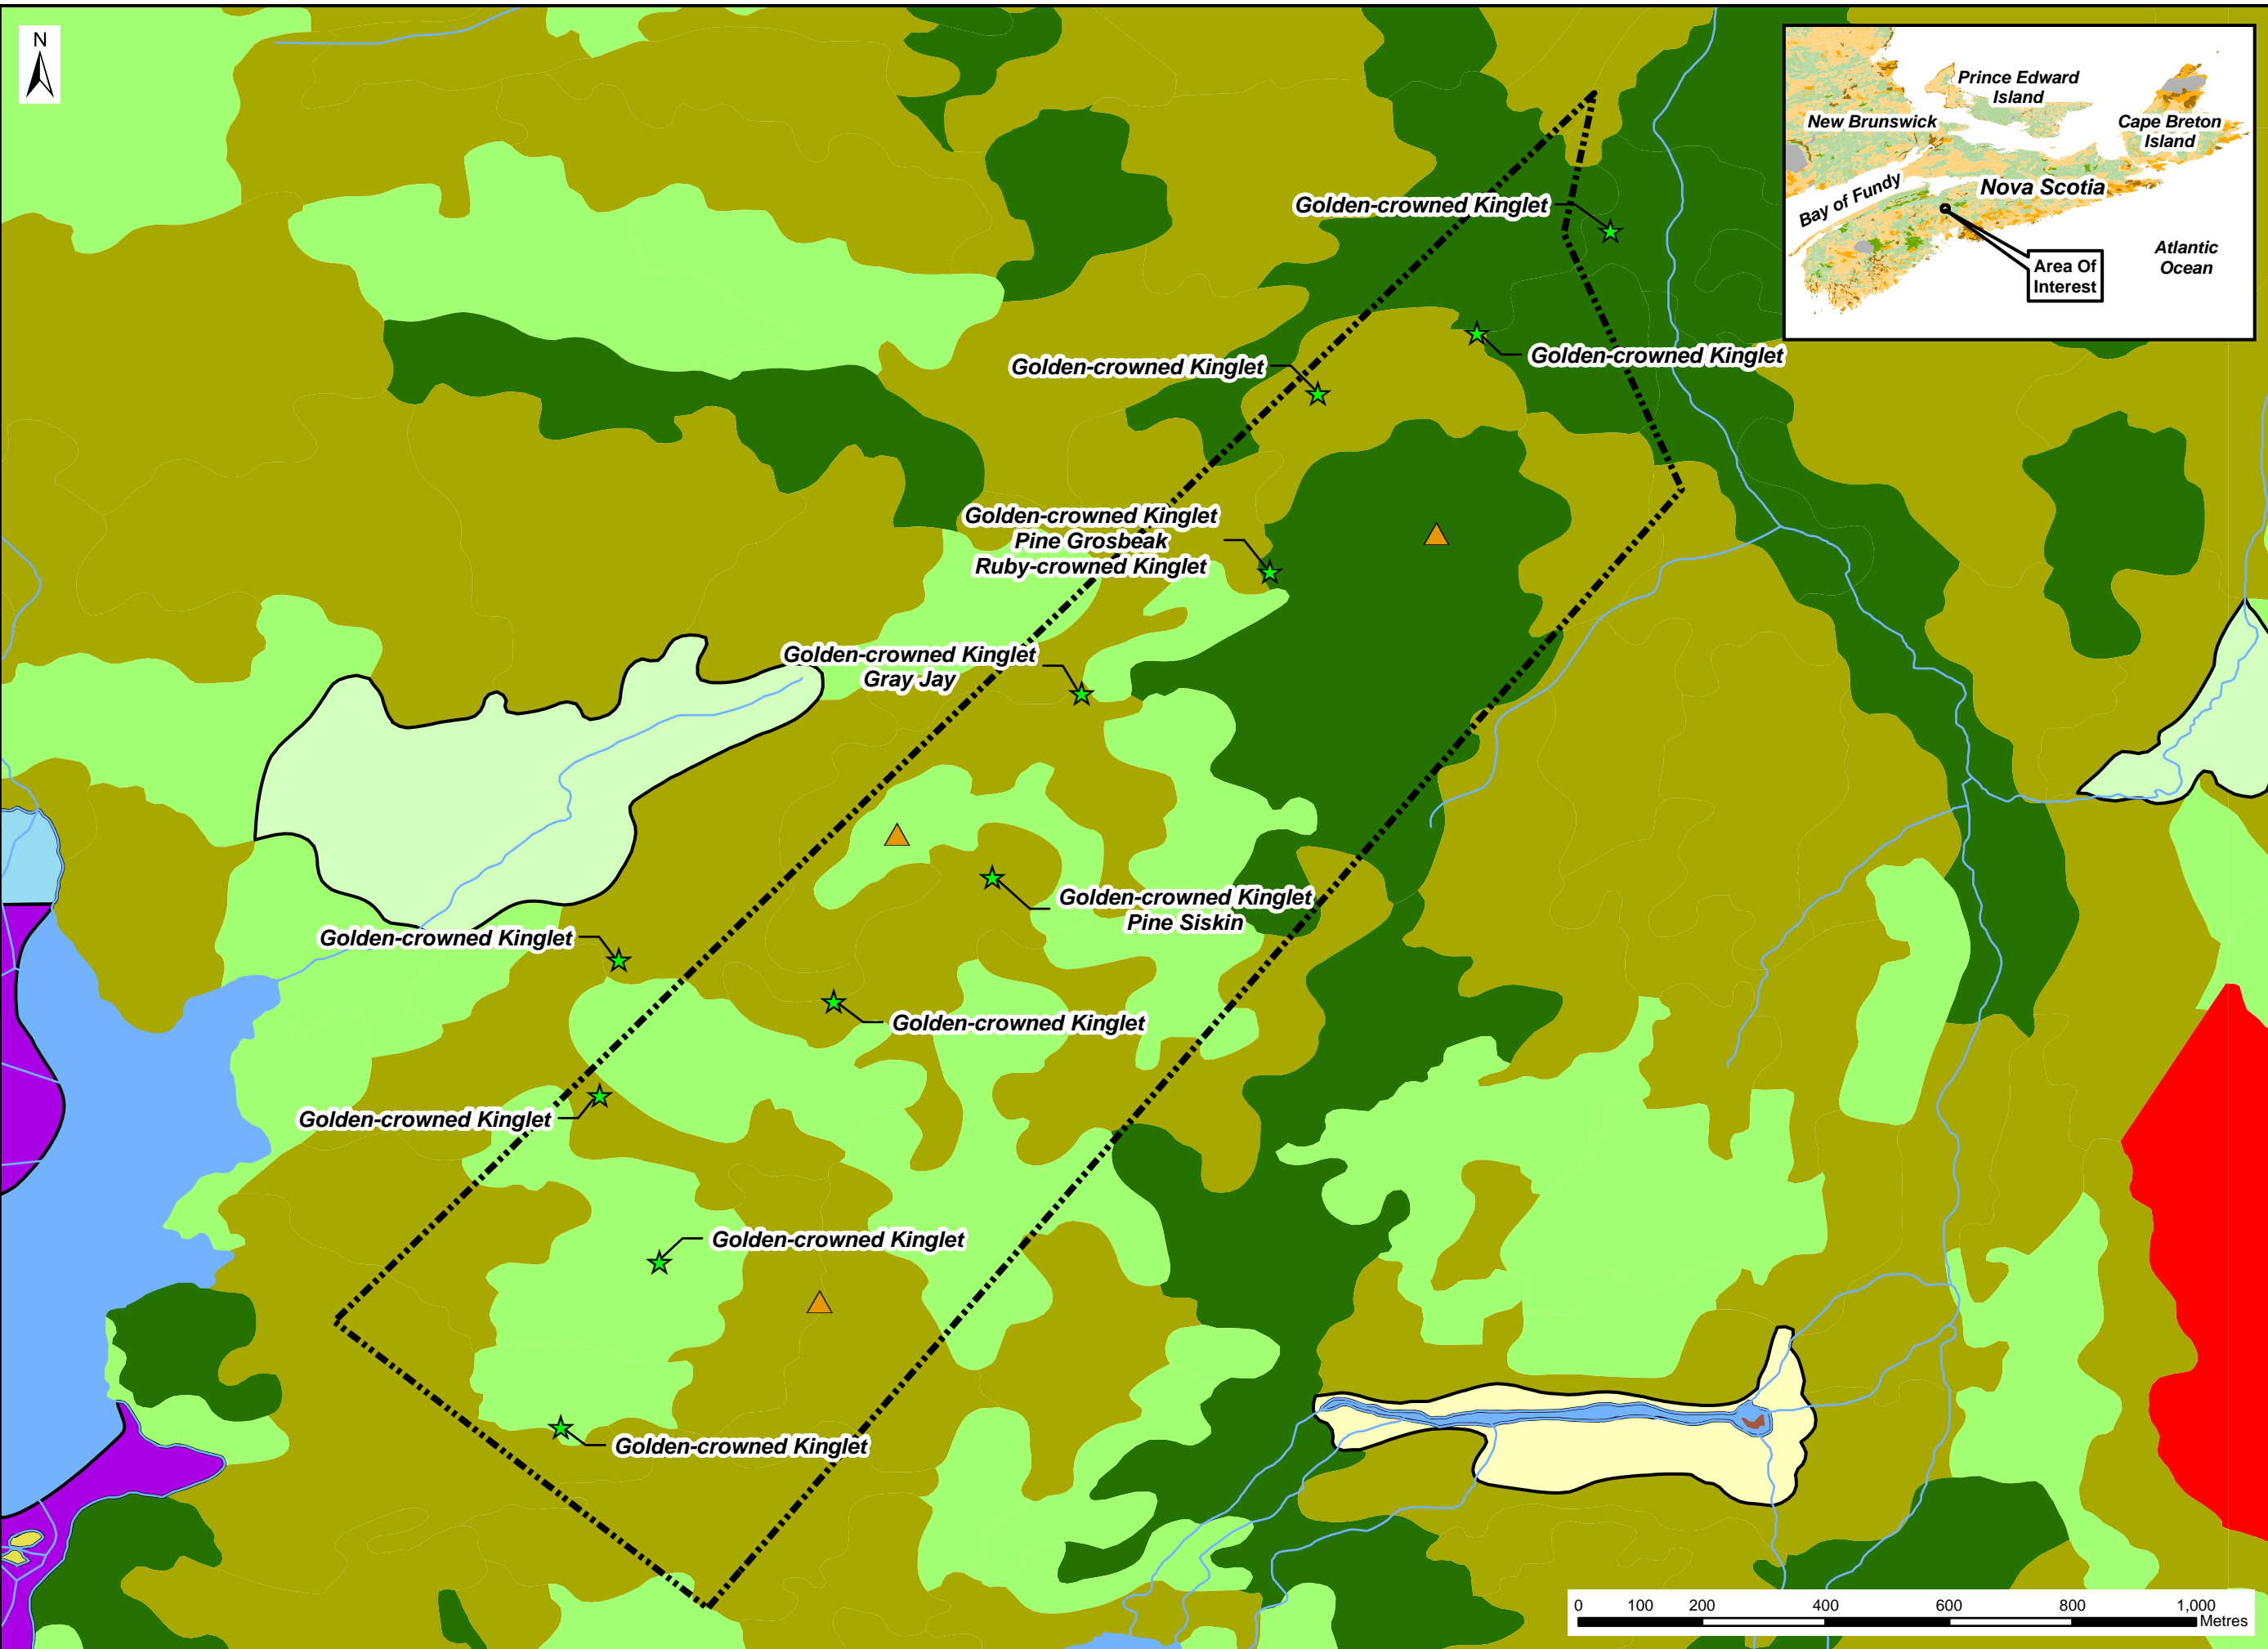 N
Prince Edward
Island
New Brunswick
Cape Breton
Island
Bay of Fundy
Nova Scotia
Atlantic
Ocean
Area Of
Interest
Golden-crowned Kinglet
Golden-crowned Kinglet
Golden-crowned Kinglet
Golden-crowned Kinglet
Pine Grosbeak
Ruby-crowned Kinglet
Golden-crowned Kinglet
Gray Jay
Golden-crowned Kinglet
Pine Siskin
Golden-crowned Kinglet
Golden-crowned Kinglet
Golden-crowned Kinglet
Golden-crowned Kinglet
Golden-crowned Kinglet
0 100 200 400 600 800 1,000
Metres